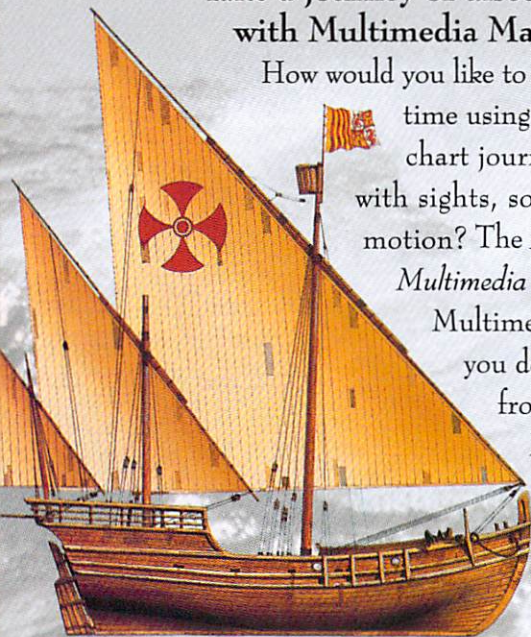 with Multimedia Ma
How would you like to
time using
chart journ
with sights, so
motion? The
Multimedia
Multime
you d
fro